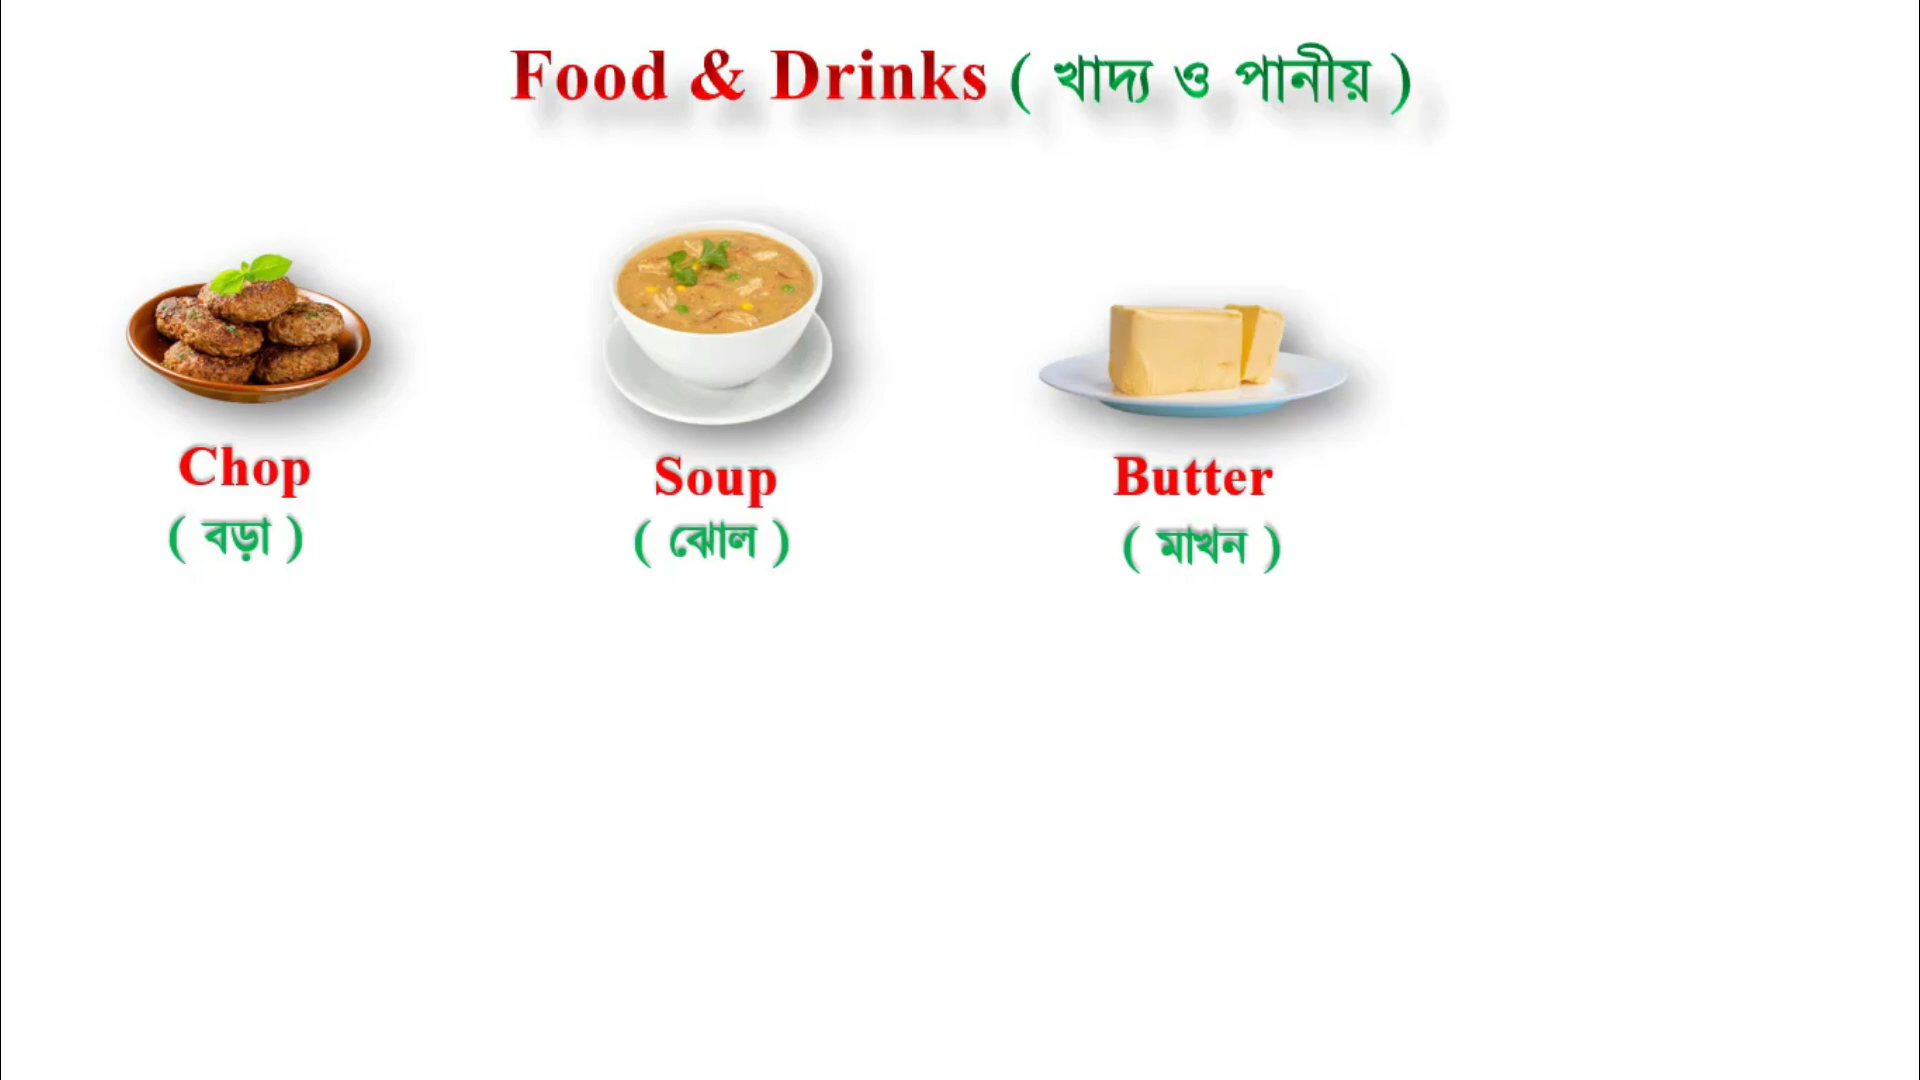 Food & Drinks ( খাদ্য ও পানীয় )
Chop
( বড়া )
Soup
( ঝোল )
Butter
( মাখন )